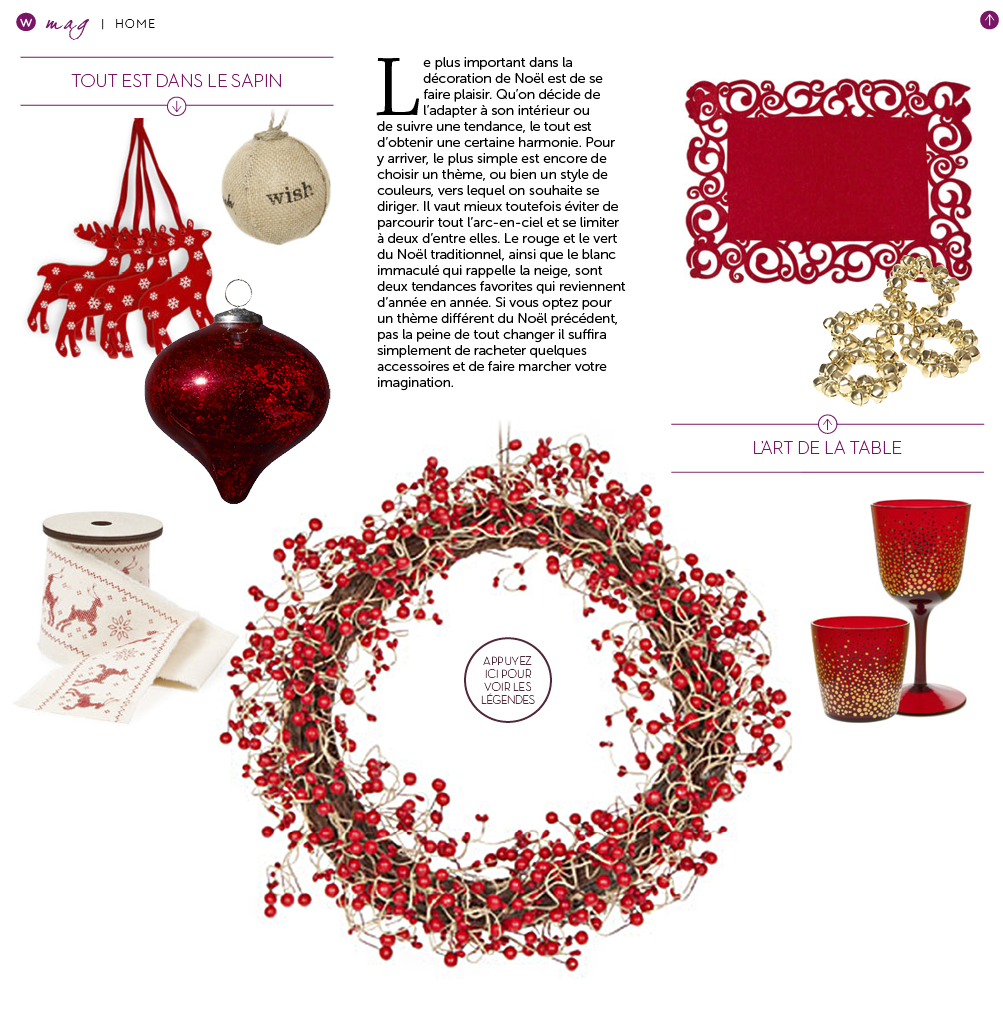 w mag | HOME
TOUT EST DANS LE SAPIN
wish
Le plus important dans la
décoration de Noël est de se
faire plaisir. Qu’on décide de
l’adapter à son intérieur ou
de suivre une tendance, le tout est
d’obtenir une certaine harmonie. Pour
y arriver, le plus simple est encore de
choisir un thème, ou bien un style de
couleurs, vers lequel on souhaite se
diriger. Il vaut mieux toutefois éviter de
parcourir tout l’arc-en-ciel et se limiter
à deux d’entre elles. Le rouge et le vert
du Noël traditionnel, ainsi que le blanc
immaculé qui rappelle la neige, sont
deux tendances favorites qui reviennent
d’année en année. Si vous optez pour
un thème différent du Noël précédent,
pas la peine de tout changer il suffira
simplement de racheter quelques
accessoires et de faire marcher votre
imagination.
L’ART DE LA TABLE
APPUYEZ
ICI POUR
VOIR LES
LÉGENDES